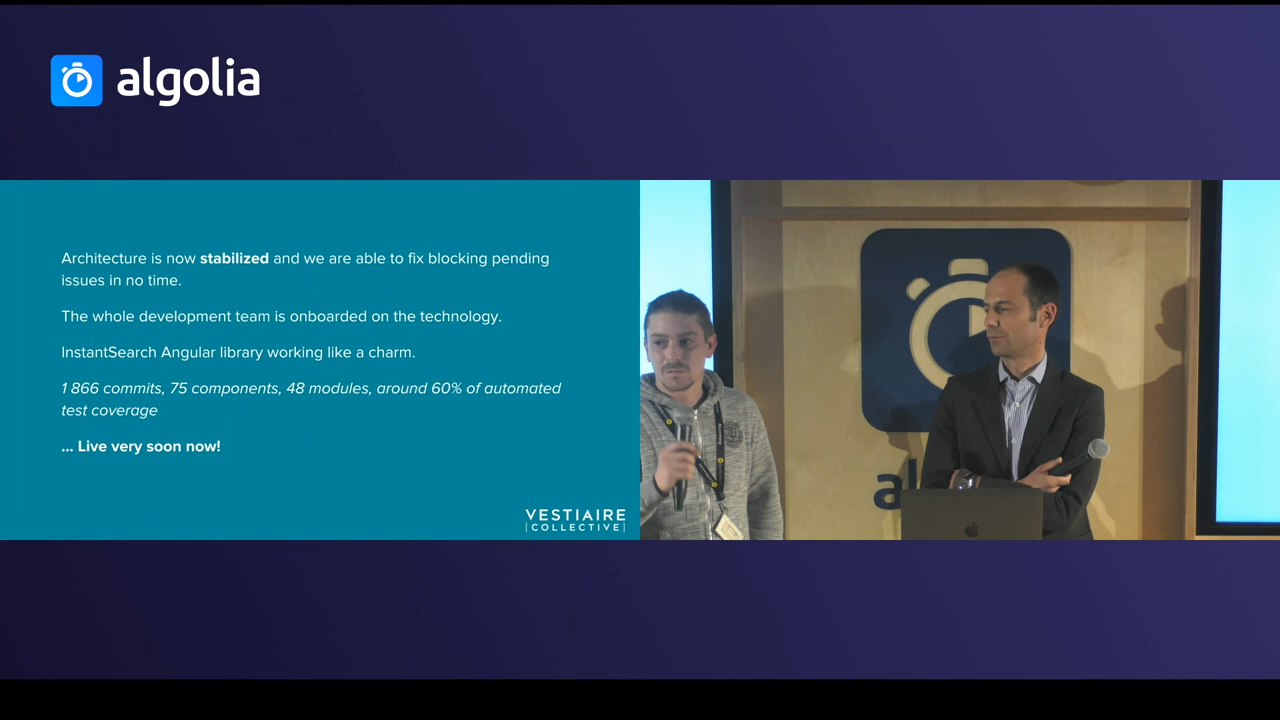 algolia
Architecture is now stabilized and we are able to fix blocking pending
issues in no time.
The whole development team is onboarded on the technology.
InstantSearch Angular library working like a charm.
1 866 commits, 75 components, 48 modules, around 60% of automated
test coverage
... Live very soon now!
VESTIAIRE
|COLLECTIVE|
al